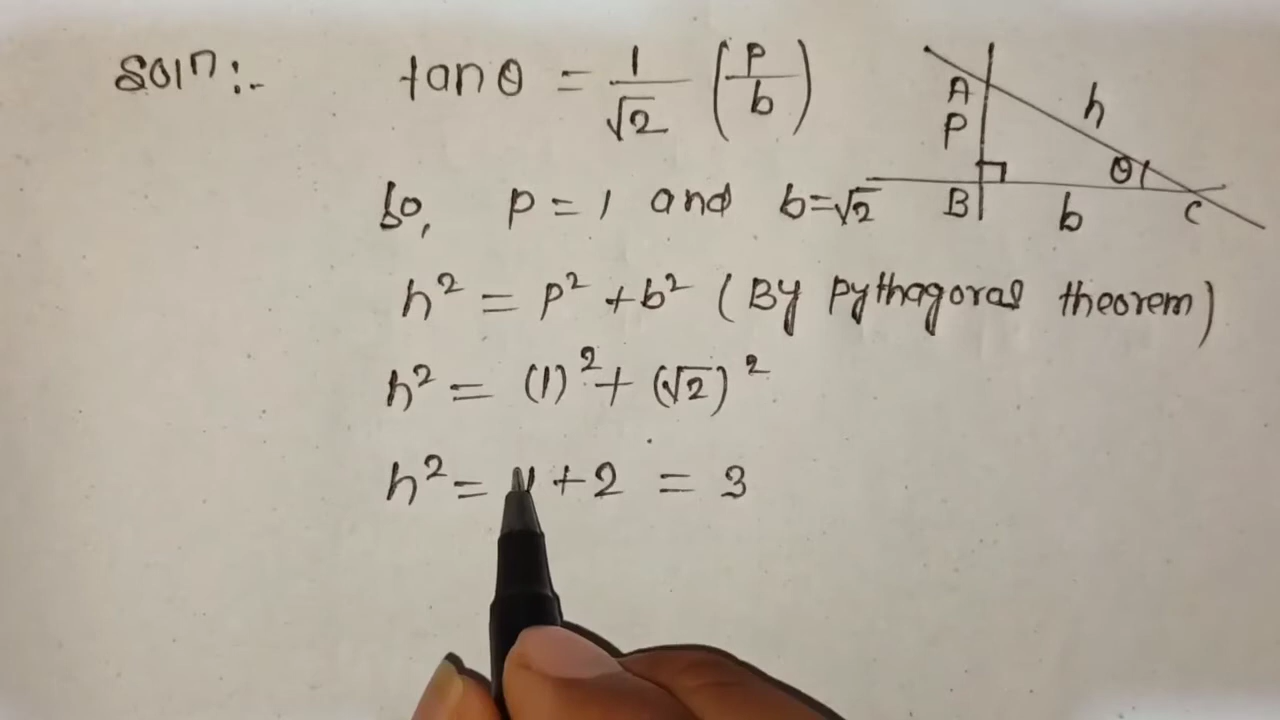 Soln:-
tanθ = 1/√2 (p/b)
A
P
h
θ
B
b
C
So, p = 1 and b=√2
h² = p² + b² (By pythagoras theorem)
h² = (1)² + (√2)²
h² = 1 + 2 = 3